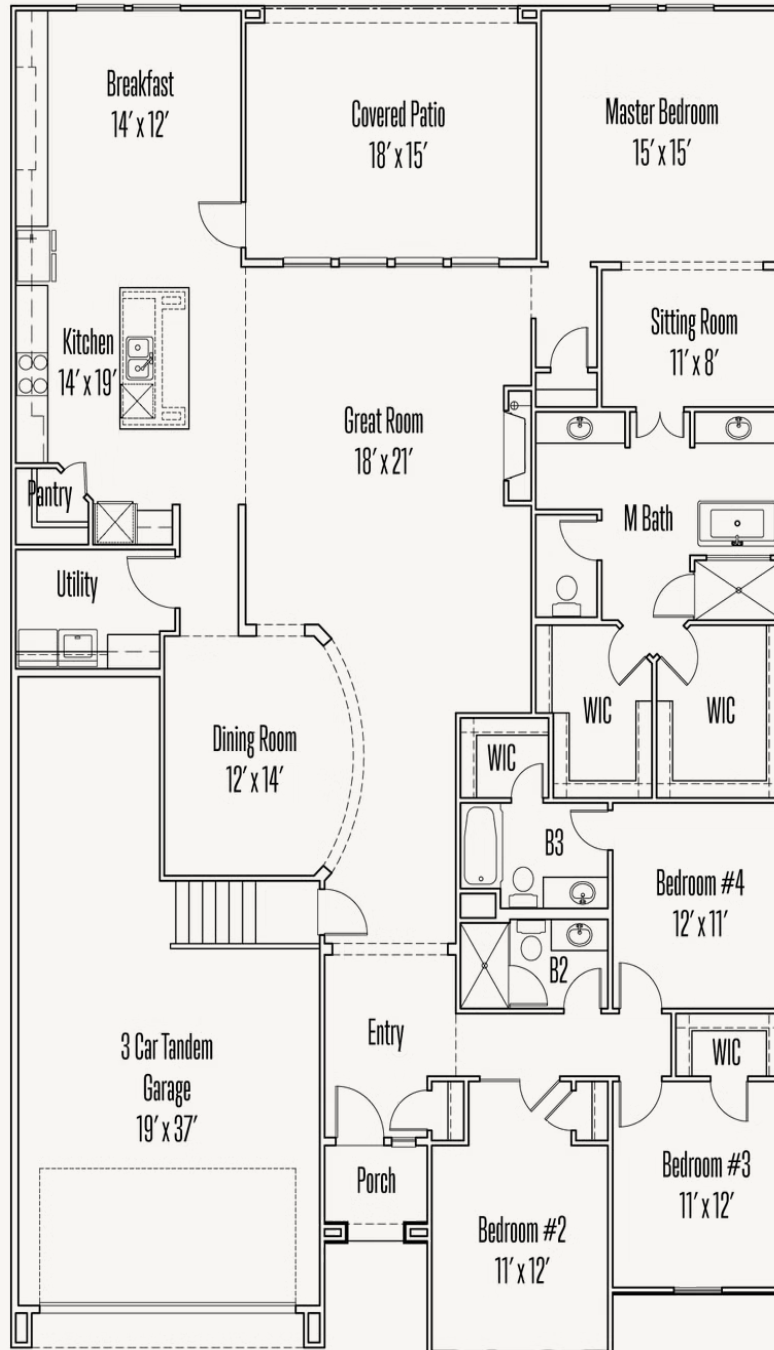 Breakfast
14' x 12'
Covered Patio
18' x 15'
Master Bedroom
15' x 15'
Sitting Room
11' x 8'
Kitchen
14' x 19'
Great Room
18' x 21'
Pantry
M Bath
Utility
WIC
WIC
Dining Room
12' x 14'
WIC
B3
Bedroom #4
12' x 11'
B2
Entry
WIC
3 Car Tandem
Garage
19' x 37'
Porch
Bedroom #3
11' x 12'
Bedroom #2
11' x 12'